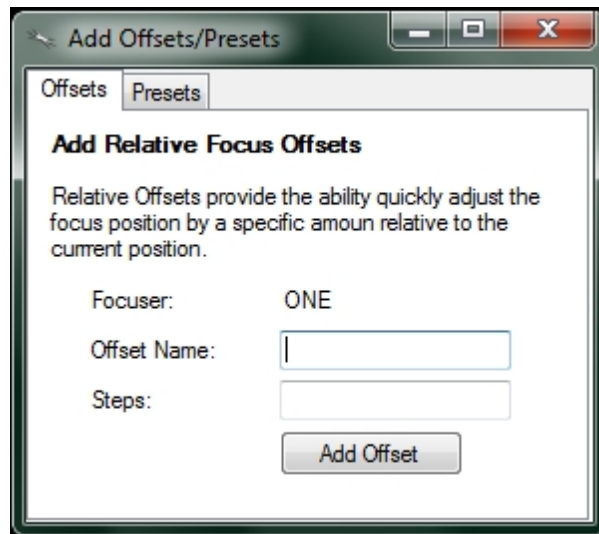 Add Offsets/Presets
Offsets Presets
Add Relative Focus Offsets
Relative Offsets provide the ability quickly adjust the
focus position by a specific amoun relative to the
current position.
Focuser: ONE
Offset Name:
Steps:
Add Offset